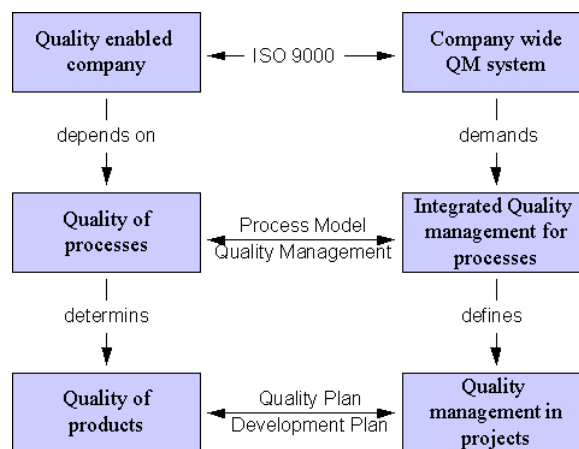 Quality enabled
company
ISO 9000
Company wide
QM system
depends on
demands
Quality of
processes
Process Model
Quality Management
Integrated Quality
management for
processes
determins
defines
Quality of
products
Quality Plan
Development Plan
Quality
management in
projects